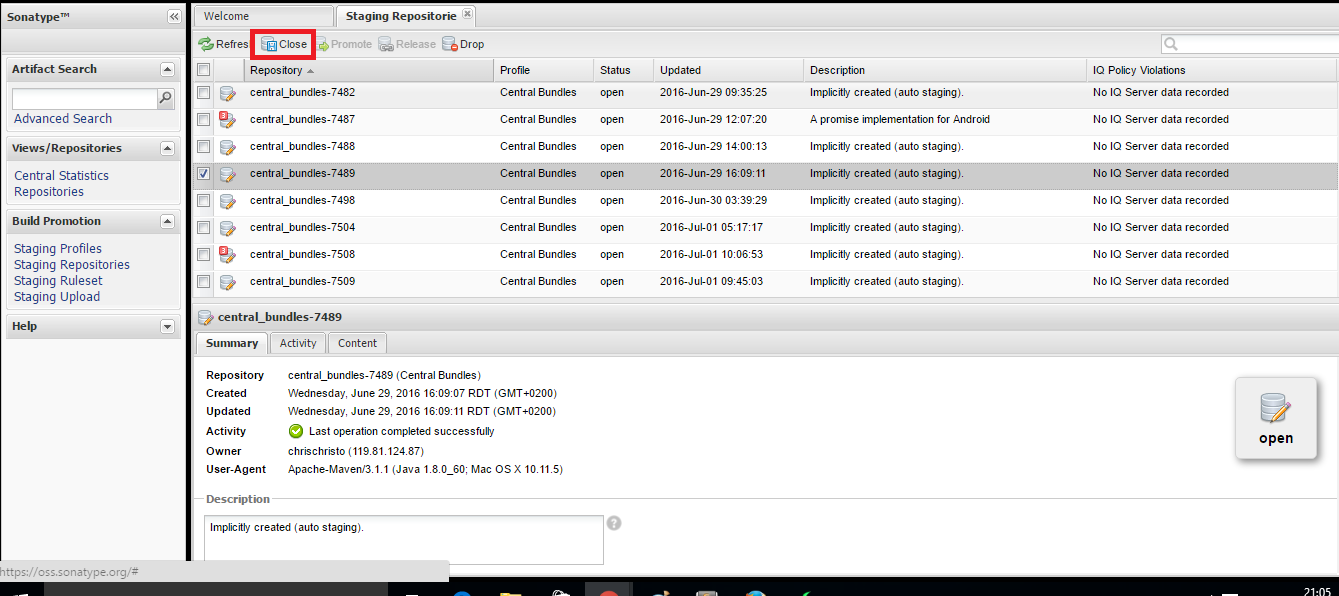 Sonatype™
Welcome
Staging Repositorie
Refres Close Promote Release Drop
Artifact Search
Advanced Search
Views/Repositories
Central Statistics
Repositories
Build Promotion
Staging Profiles
Staging Repositories
Staging Ruleset
Staging Upload
Help
Repository Profile Status Updated Description IQ Policy Violations
central_bundles-7482 Central Bundles open 2016-Jun-29 09:35:25 Implicitly created (auto staging). No IQ Server data recorded
3 central_bundles-7487 Central Bundles open 2016-Jun-29 12:07:20 A promise implementation for Android No IQ Server data recorded
central_bundles-7488 Central Bundles open 2016-Jun-29 14:00:13 Implicitly created (auto staging). No IQ Server data recorded
central_bundles-7489 Central Bundles open 2016-Jun-29 16:09:11 Implicitly created (auto staging). No IQ Server data recorded
central_bundles-7498 Central Bundles open 2016-Jun-30 03:39:29 Implicitly created (auto staging). No IQ Server data recorded
central_bundles-7504 Central Bundles open 2016-Jul-01 05:17:17 Implicitly created (auto staging). No IQ Server data recorded
3 central_bundles-7508 Central Bundles open 2016-Jul-01 10:06:53 Implicitly created (auto staging). No IQ Server data recorded
central_bundles-7509 Central Bundles open 2016-Jul-01 09:45:03 Implicitly created (auto staging). No IQ Server data recorded
central_bundles-7489
Summary Activity Content
Repository central_bundles-7489 (Central Bundles)
Created Wednesday, June 29, 2016 16:09:07 RDT (GMT+0200)
Updated Wednesday, June 29, 2016 16:09:11 RDT (GMT+0200)
Activity Last operation completed successfully
Owner chrischristo (119.81.124.87)
User-Agent Apache-Maven/3.1.1 (Java 1.8.0_60; Mac OS X 10.11.5)
open
Description
Implicitly created (auto staging).
?
https://oss.sonatype.org/#
21:05